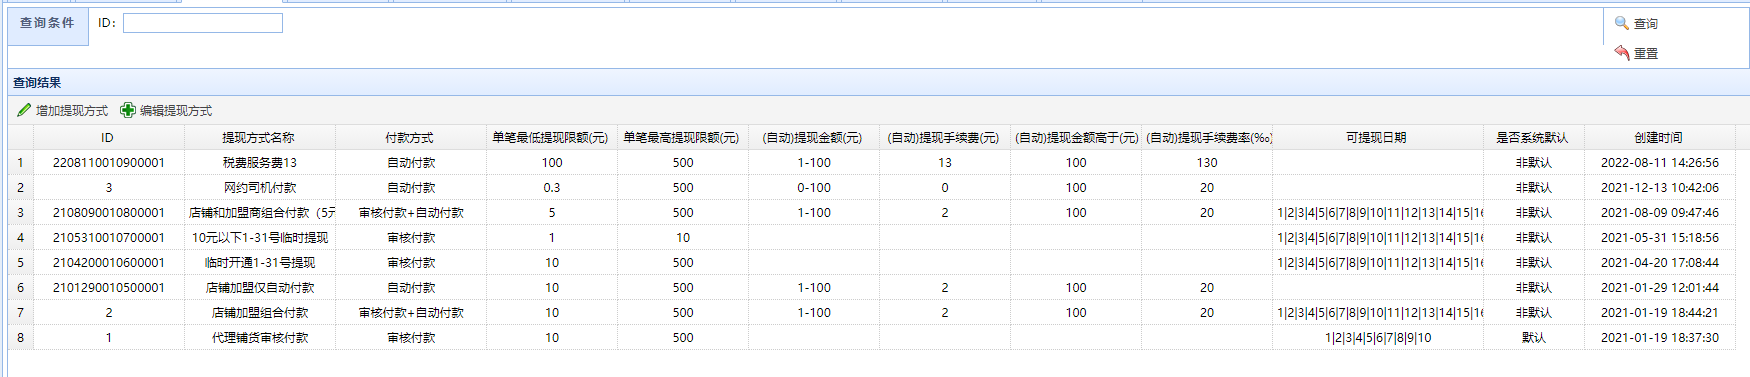 查询条件 ID: 查询
重置
查询结果
增加提现方式 编辑提现方式
ID 提现方式名称 付款方式 单笔最低提现限额(元) 单笔最高提现限额(元) (自动)提现金额(元) (自动)提现手续费(元) (自动)提现金额高于(元) (自动)提现手续费率(‰) 可提现日期 是否系统默认 创建时间
1 2208110010900001 税费服务费13 自动付款 100 500 1-100 13 100 130 非默认 2022-08-11 14:26:56
2 3 网约司机付款 自动付款 0.3 500 0-100 0 100 20 非默认 2021-12-13 10:42:06
3 2108090010800001 店铺和加盟商组合付款（5元 审核付款+自动付款 5 500 1-100 2 100 20 1|2|3|4|5|6|7|8|9|10|11|12|13|14|15|16 非默认 2021-08-09 09:47:46
4 2105310010700001 10元以下1-31号临时提现 审核付款 1 10 1|2|3|4|5|6|7|8|9|10|11|12|13|14|15|16 非默认 2021-05-31 15:18:56
5 2104200010600001 临时开通1-31号提现 审核付款 10 500 1|2|3|4|5|6|7|8|9|10|11|12|13|14|15|16 非默认 2021-04-20 17:08:44
6 2101290010500001 店铺加盟仅自动付款 自动付款 10 500 1-100 2 100 20 非默认 2021-01-29 12:01:44
7 2 店铺加盟组合付款 审核付款+自动付款 10 500 1-100 2 100 20 1|2|3|4|5|6|7|8|9|10|11|12|13|14|15|16 非默认 2021-01-19 18:44:21
8 1 代理铺货审核付款 审核付款 10 500 1|2|3|4|5|6|7|8|9|10 默认 2021-01-19 18:37:30